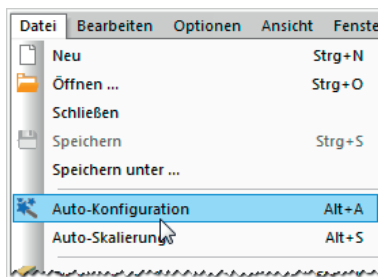 Datei Bearbeiten Optionen Ansicht Fenste
Neu Strg+N
Öffnen ... Strg+O
Schließen
Speichern Strg+S
Speichern unter ...
Auto-Konfiguration Alt+A
Auto-Skalierung Alt+S